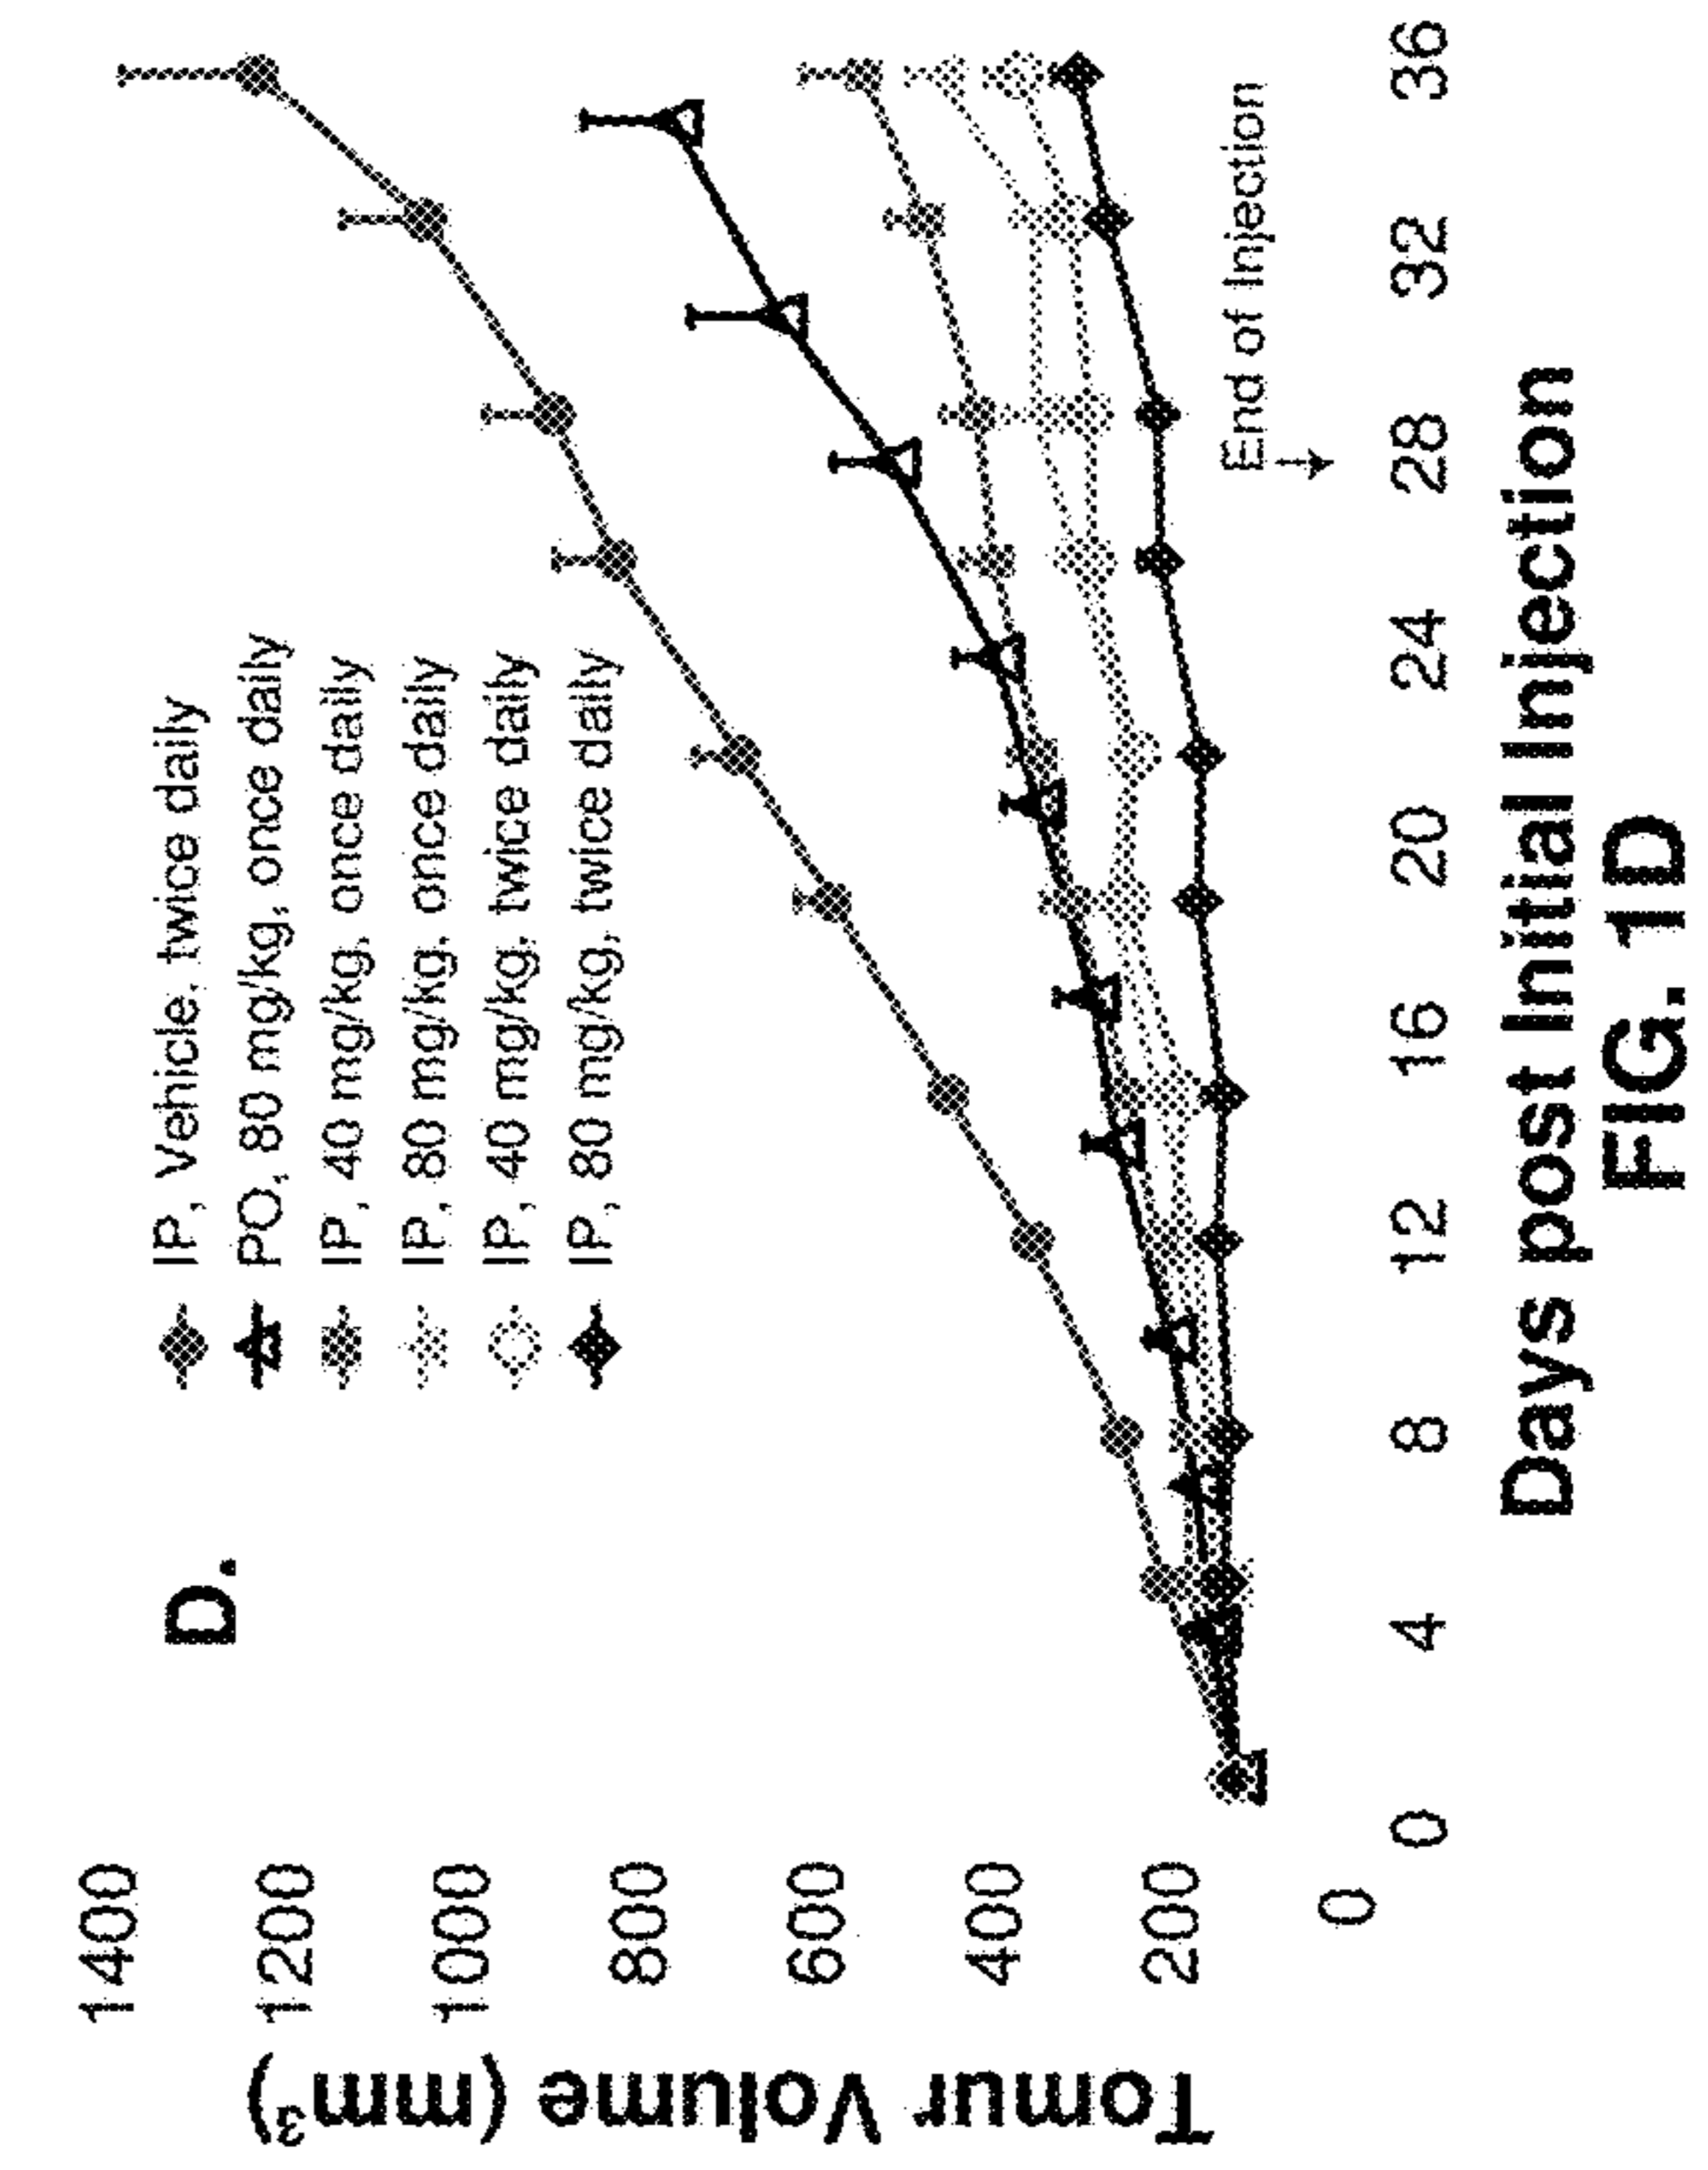 D.
IP, Vehicle, twice daily
PO, 80 mg/kg, once daily
IP, 40 mg/kg, once daily
IP, 80 mg/kg, once daily
IP, 40 mg/kg, twice daily
IP, 80 mg/kg, twice daily
Tomur Volume (mm³)
1400
1200
1000
800
600
400
200
0
End of Injection
0 4 8 12 16 20 24 28 32 36
Days post Initial Injection
FIG. 1D